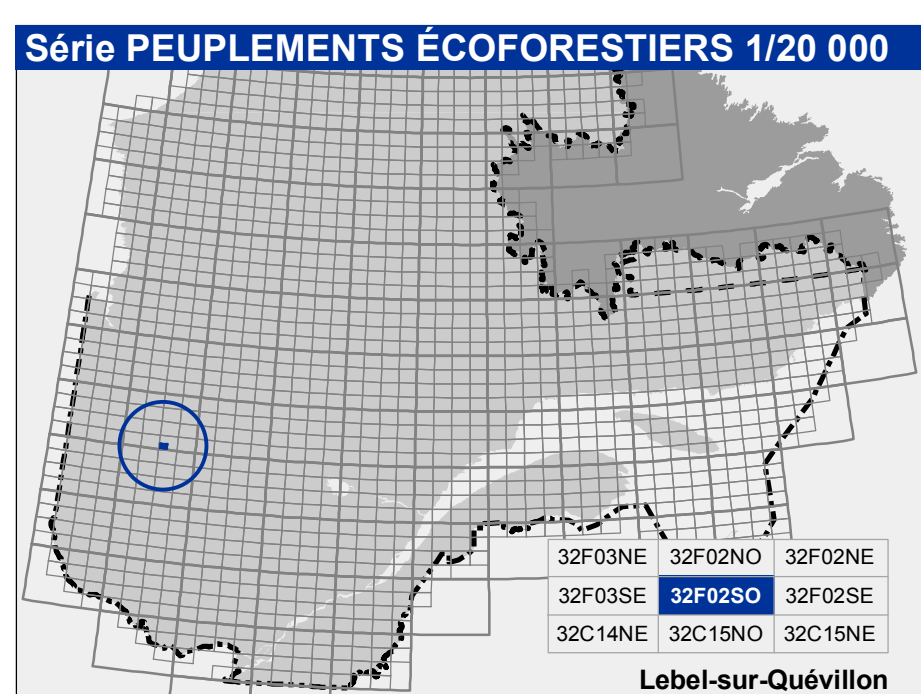 Série PEUPLEMENTS ÉCOFORESTIERS 1/20 000
32F03NE 32F02NO 32F02NE
32F03SE 32F02SO 32F02SE
32C14NE 32C15NO 32C15NE
Lebel-sur-Quévillon